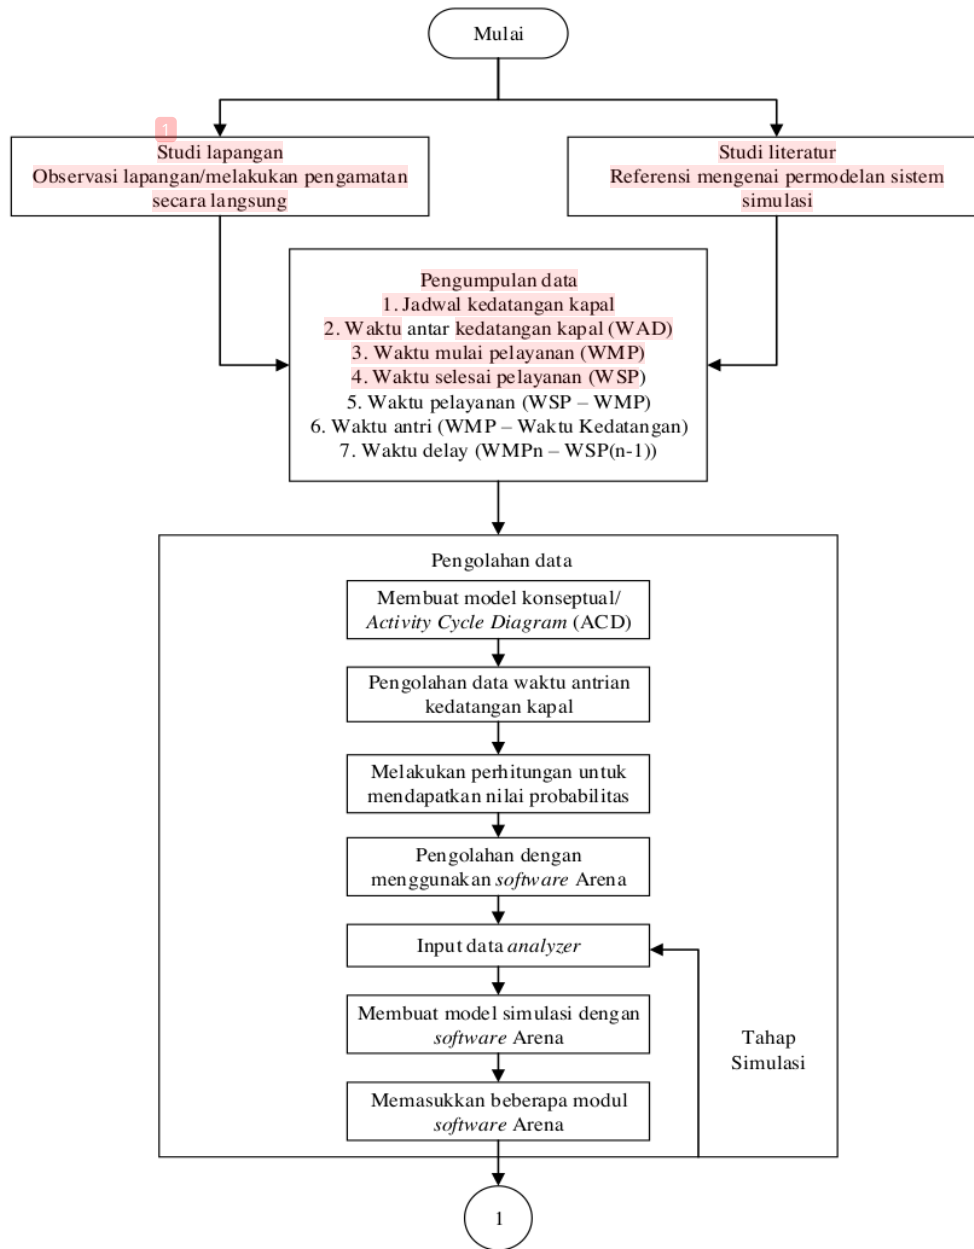 Mulai
1
Studi lapangan
Observasi lapangan/melakukan pengamatan
secara langsung
Studi literatur
Referensi mengenai permodelan sistem
simulasi
Pengumpulan data
1. Jadwal kedatangan kapal
2. Waktu antar kedatangan kapal (WAD)
3. Waktu mulai pelayanan (WMP)
4. Waktu selesai pelayanan (WSP)
5. Waktu pelayanan (WSP – WMP)
6. Waktu antri (WMP – Waktu Kedatangan)
7. Waktu delay (WMPn – WSP(n-1))
Pengolahan data
Membuat model konseptual/
Activity Cycle Diagram (ACD)
Pengolahan data waktu antrian
kedatangan kapal
Melakukan perhitungan untuk
mendapatkan nilai probabilitas
Pengolahan dengan
menggunakan software Arena
Input data analyzer
Membuat model simulasi dengan
software Arena
Memasukkan beberapa modul
software Arena
Tahap
Simulasi
1